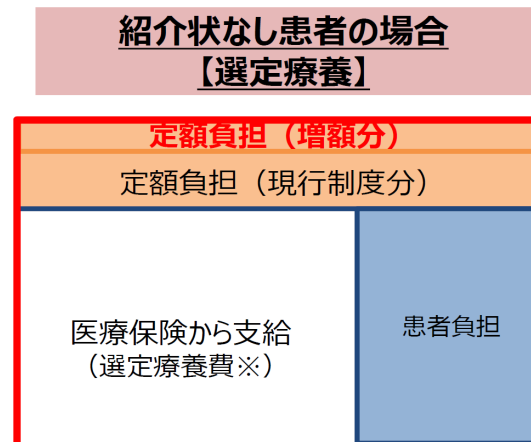 紹介状なし患者の場合
【選定療養】
定額負担（増額分）
定額負担（現行制度分）
医療保険から支給
（選定療養費※）
患者負担